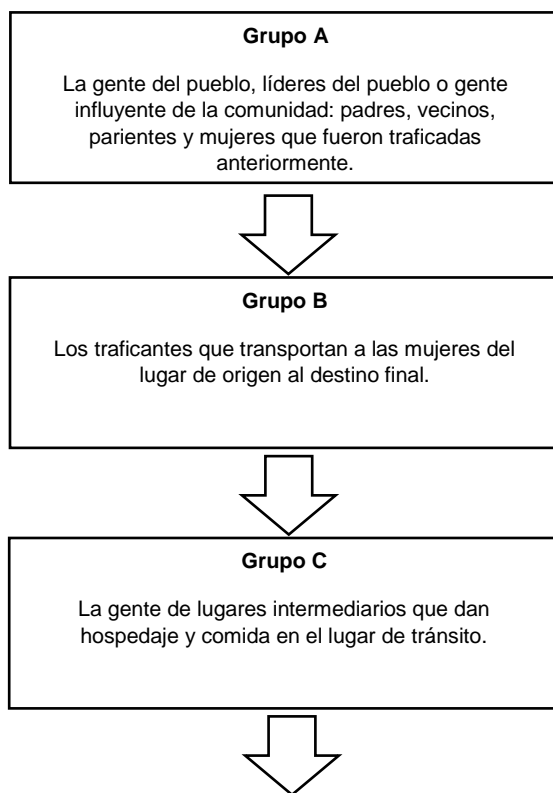 Grupo A
La gente del pueblo, líderes del pueblo o gente
influyente de la comunidad: padres, vecinos,
parientes y mujeres que fueron traficadas
anteriormente.
Grupo B
Los traficantes que transportan a las mujeres del
lugar de origen al destino final.
Grupo C
La gente de lugares intermediarios que dan
hospedaje y comida en el lugar de tránsito.